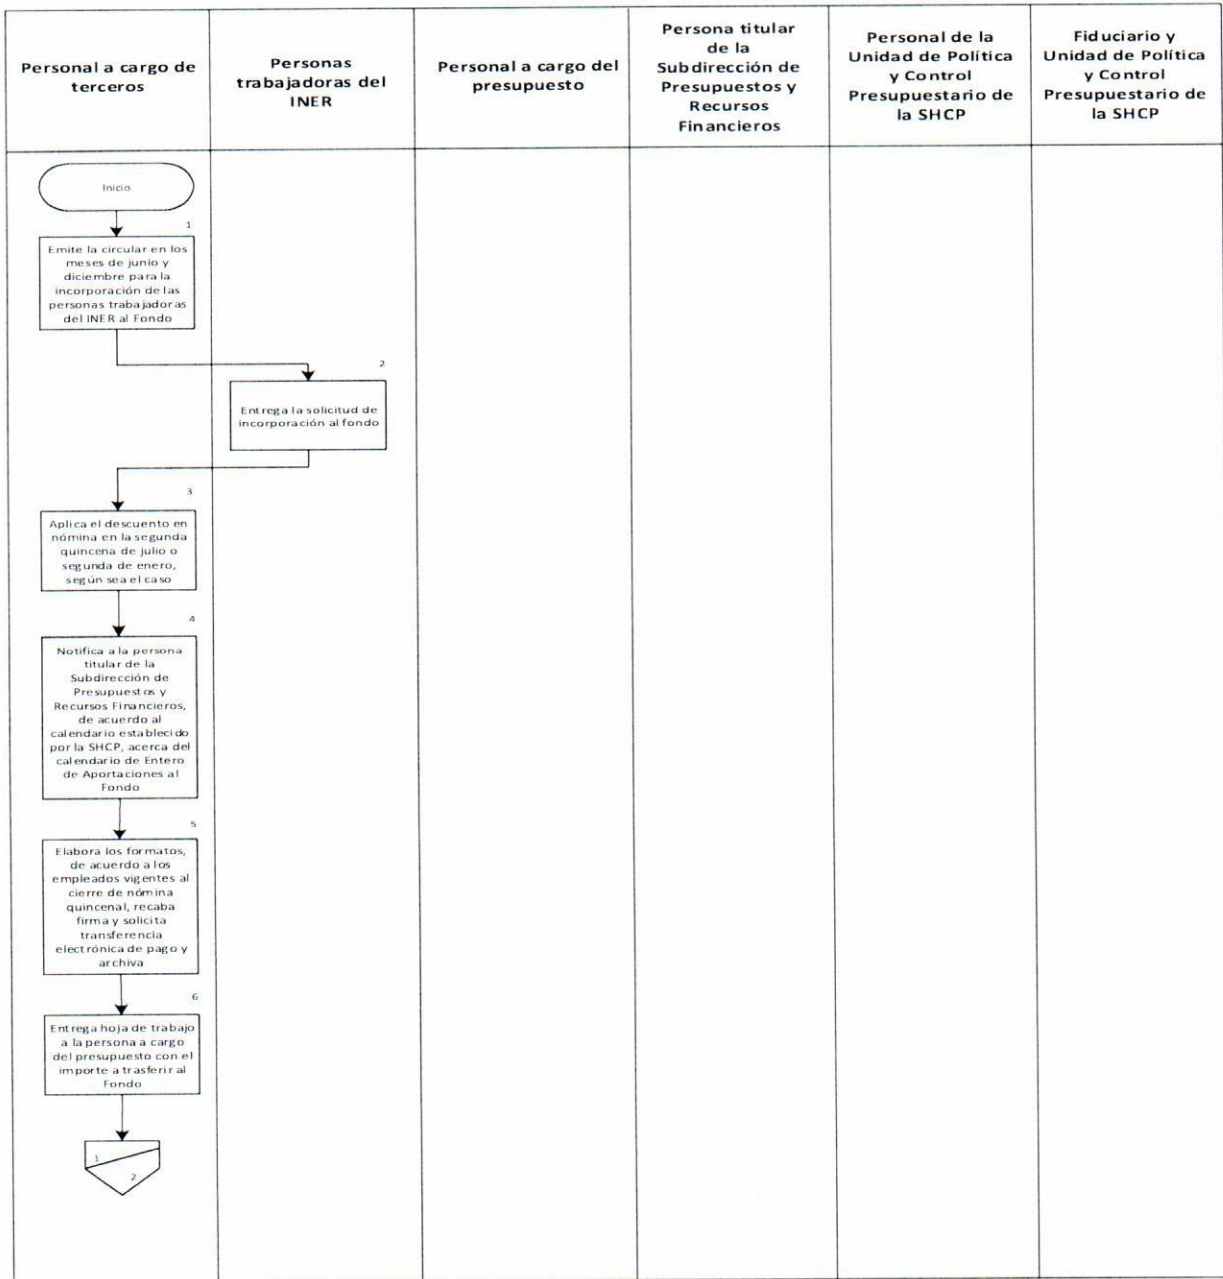 Personal a cargo de
terceros
Personas
trabajadoras del
INER
Personal a cargo del
presupuesto
Persona titular
de la
Subdirección de
Presupuestos y
Recursos
Financieros
Personal de la
Unidad de Política
y Control
Presupuestario de
la SHCP
Fiduciario y
Unidad de Política
y Control
Presupuestario de
la SHCP
Inicio
1
Emite la circular en los
meses de junio y
diciembre para la
incorporación de las
personas trabajadoras
del INER al Fondo
2
Entrega la solicitud de
incorporación al fondo
3
Aplica el descuento en
nómina en la segunda
quincena de julio o
segunda de enero,
según sea el caso
4
Notifica a la persona
titular de la
Subdirección de
Presupuestos y
Recursos Financieros,
de acuerdo al
calendario establecido
por la SHCP, acerca del
calendario de Entero
de Aportaciones al
Fondo
5
Elabora los formatos,
de acuerdo a los
empleados vigentes al
cierre de nómina
quincenal, recaba
firma y solicita
transferencia
electrónica de pago y
archiva
6
Entrega hoja de trabajo
a la persona a cargo
del presupuesto con el
importe a trasferir al
Fondo
1
2